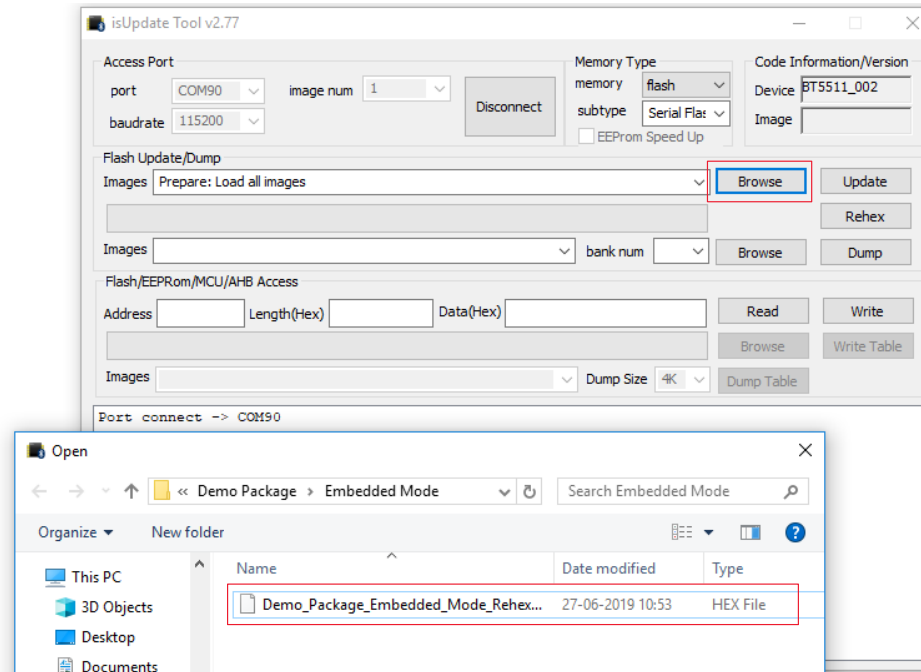 isUpdate Tool v2.77
Access Port
port COM90
image num 1
baudrate 115200
Disconnect
Memory Type
memory flash
subtype Serial Flas
EEProm Speed Up
Code Information/Version
Device BT5511_002
Image
Flash Update/Dump
Images Prepare: Load all images Browse Update
Rehex
Images bank num Browse Dump
Flash/EEPRom/MCU/AHB Access
Address Length(Hex) Data(Hex) Read Write
Browse Write Table
Images Dump Size 4K Dump Table
Port connect -> COM90
Open
« Demo Package > Embedded Mode Search Embedded Mode
Organize New folder
This PC
3D Objects
Desktop
Documents
Name Date modified Type
Demo_Package_Embedded_Mode_Rehex... 27-06-2019 10:53 HEX File